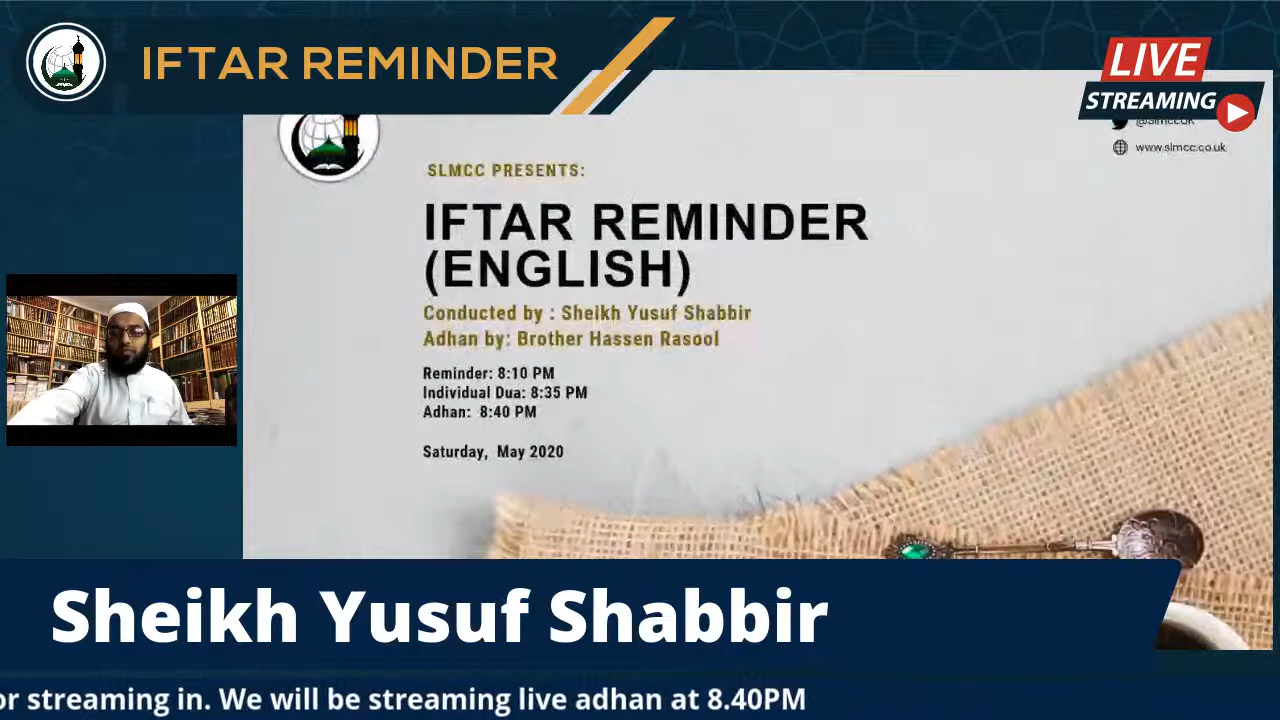 IFTAR REMINDER
LIVE
STREAMING
@slmccuk
www.slmcc.co.uk
SLMCC PRESENTS:
IFTAR REMINDER
(ENGLISH)
Conducted by : Sheikh Yusuf Shabbir
Adhan by: Brother Hassen Rasool
Reminder: 8:10 PM
Individual Dua: 8:35 PM
Adhan: 8:40 PM
Saturday, May 2020
Sheikh Yusuf Shabbir
or streaming in. We will be streaming live adhan at 8.40PM